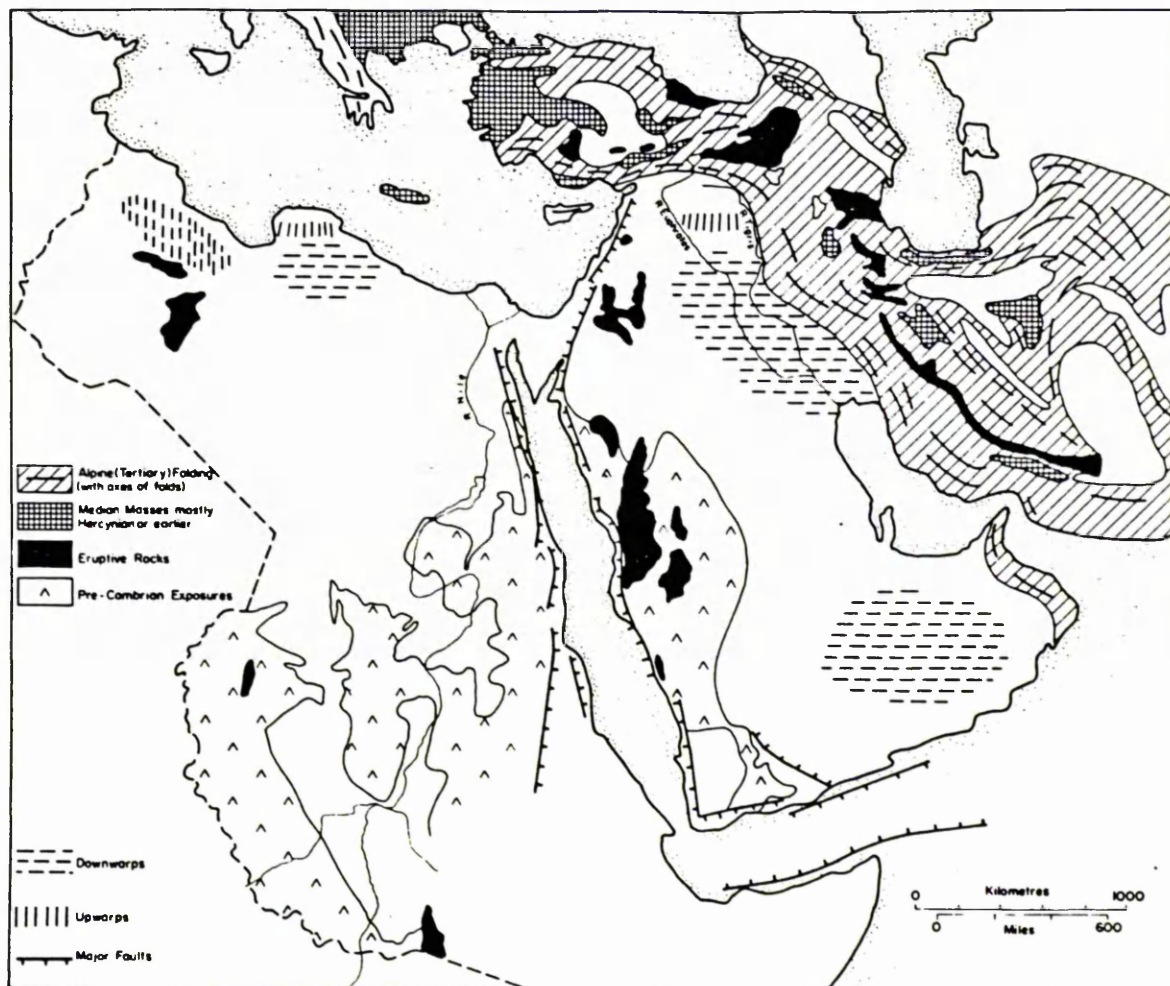 R. Euphrates
R. Tigris
R. Nile
Alpine (Tertiary) Folding
(with axes of folds)
Median Masses mostly
Hercynian or earlier
Eruptive Rocks
Pre-Cambrian Exposures
Downwarps
Upwarps
Major Faults
Kilometres
0 1000
0 600
Miles